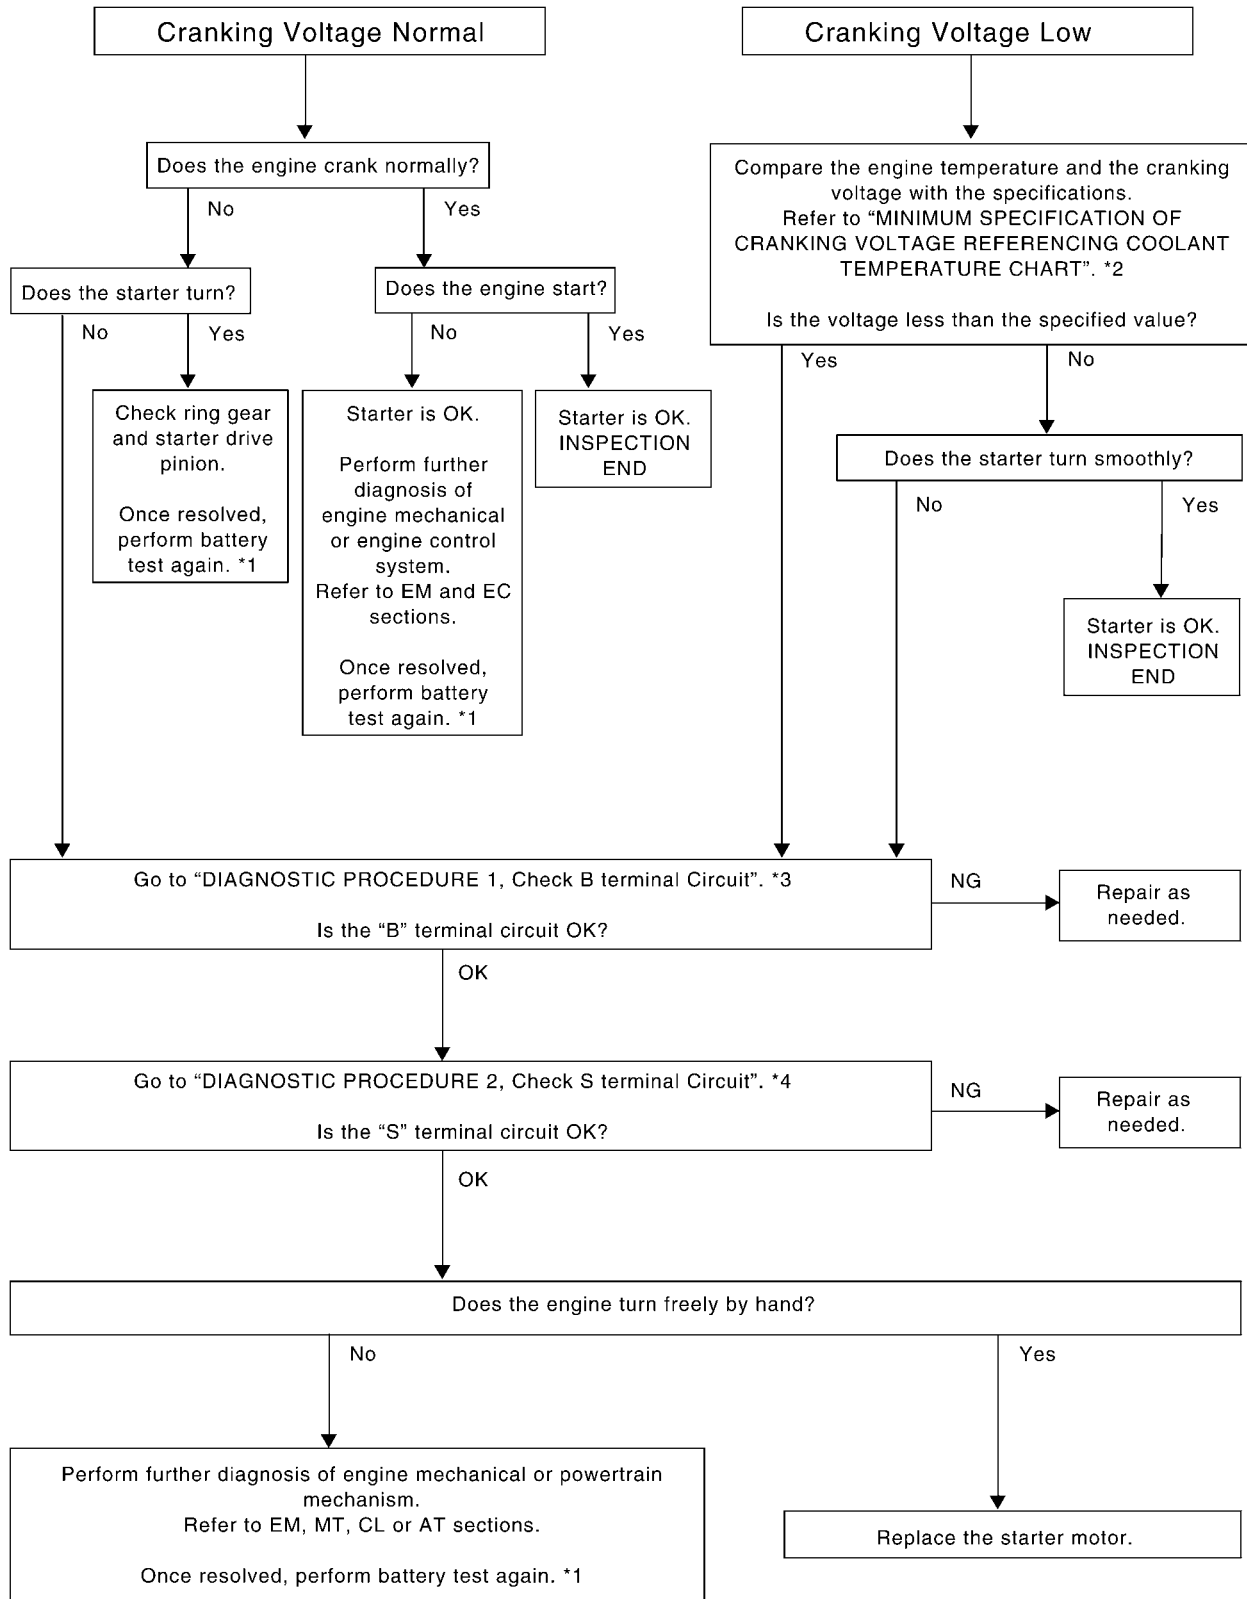 Cranking Voltage Normal
Cranking Voltage Low
Does the engine crank normally?
No
Yes
Compare the engine temperature and the cranking
voltage with the specifications.
Refer to “MINIMUM SPECIFICATION OF
CRANKING VOLTAGE REFERENCING COOLANT
TEMPERATURE CHART”. *2
Is the voltage less than the specified value?
Does the starter turn?
Does the engine start?
No
Yes
No
Yes
Yes
No
Check ring gear
and starter drive
pinion.
Once resolved,
perform battery
test again. *1
Starter is OK.
Perform further
diagnosis of
engine mechanical
or engine control
system.
Refer to EM and EC
sections.
Once resolved,
perform battery
test again. *1
Starter is OK.
INSPECTION
END
Does the starter turn smoothly?
No
Yes
Starter is OK.
INSPECTION
END
Go to “DIAGNOSTIC PROCEDURE 1, Check B terminal Circuit”. *3
Is the “B” terminal circuit OK?
NG
Repair as
needed.
OK
Go to “DIAGNOSTIC PROCEDURE 2, Check S terminal Circuit”. *4
Is the “S” terminal circuit OK?
NG
Repair as
needed.
OK
Does the engine turn freely by hand?
No
Yes
Perform further diagnosis of engine mechanical or powertrain
mechanism.
Refer to EM, MT, CL or AT sections.
Once resolved, perform battery test again. *1
Replace the starter motor.